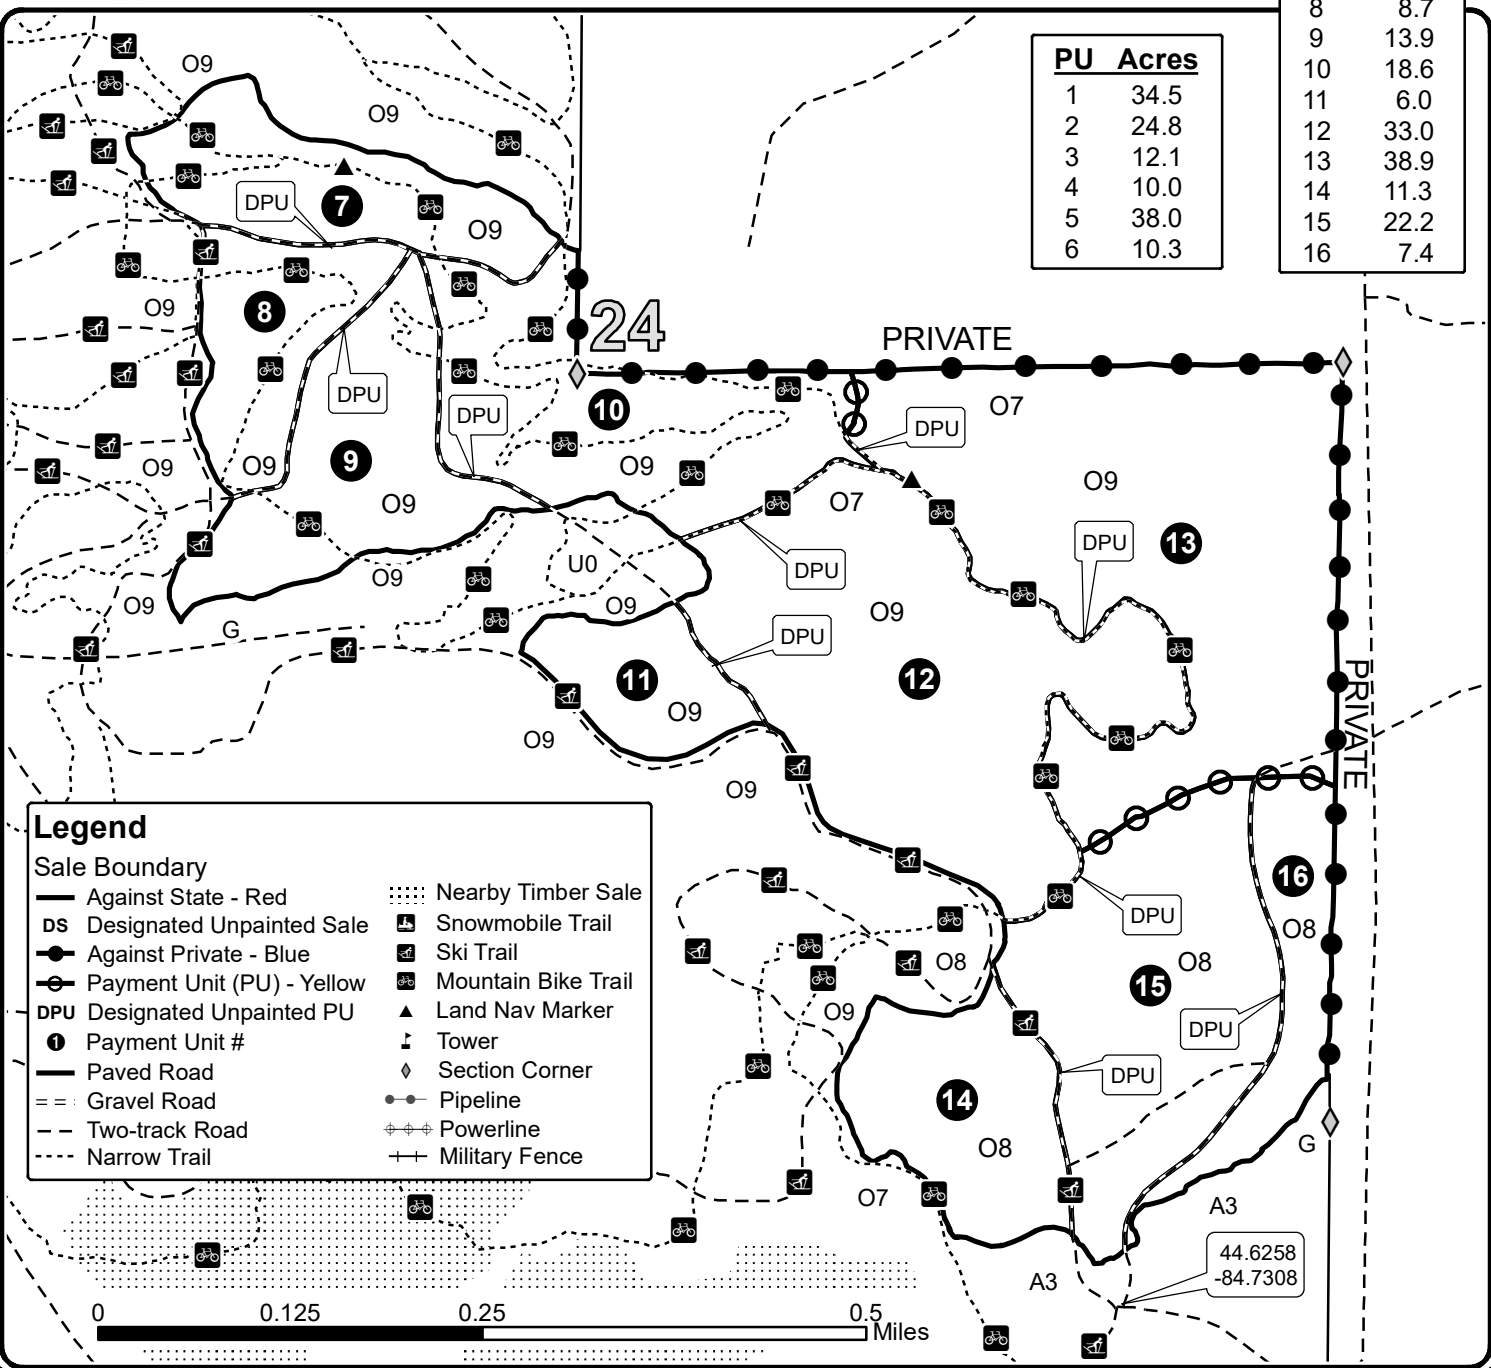 8 8.7
9 13.9
10 18.6
11 6.0
12 33.0
13 38.9
14 11.3
15 22.2
16 7.4
PU Acres
1 34.5
2 24.8
3 12.1
4 10.0
5 38.0
6 10.3
O9
O9
DPU
7
O9
O9
8
24
PRIVATE
DPU
DPU
10
O7
DPU
O9
O9
9
O9
O9
O7
O9
O9
DPU
13
U0
DPU
O9
O9
O9
O9
G
DPU
11
12
O9
O9
PRIVATE
O9
16
DPU
O8
O8
O8
15
O9
DPU
DPU
14
O8
G
O7
A3
A3
44.6258
-84.7308
Legend
Sale Boundary
Against State - Red
DS Designated Unpainted Sale
Against Private - Blue
Payment Unit (PU) - Yellow
DPU Designated Unpainted PU
1 Payment Unit #
Paved Road
Gravel Road
Two-track Road
Narrow Trail
Nearby Timber Sale
Snowmobile Trail
Ski Trail
Mountain Bike Trail
Land Nav Marker
Tower
Section Corner
Pipeline
Powerline
Military Fence
0 0.125 0.25 0.5
Miles